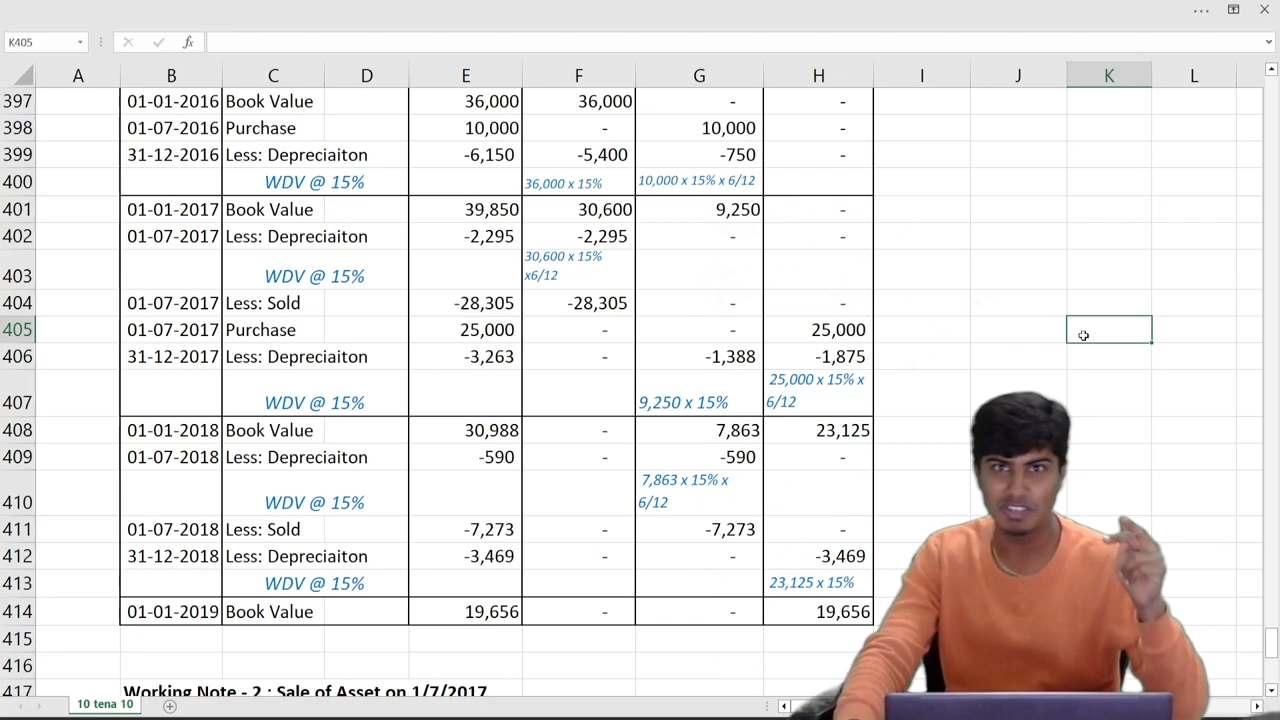 K405
fx
A B C D E F G H I J K L
397 01-01-2016 Book Value 36,000 36,000 - -
398 01-07-2016 Purchase 10,000 - 10,000 -
399 31-12-2016 Less: Depreciaiton -6,150 -5,400 -750 -
400 WDV @ 15% 36,000 x 15% 10,000 x 15% x 6/12
401 01-01-2017 Book Value 39,850 30,600 9,250 -
402 01-07-2017 Less: Depreciaiton -2,295 -2,295 - -
30,600 x 15%
403 WDV @ 15% x6/12
404 01-07-2017 Less: Sold -28,305 -28,305 - -
405 01-07-2017 Purchase 25,000 - - 25,000
406 31-12-2017 Less: Depreciaiton -3,263 - -1,388 -1,875
25,000 x 15% x
407 WDV @ 15% 9,250 x 15% 6/12
408 01-01-2018 Book Value 30,988 - 7,863 23,125
409 01-07-2018 Less: Depreciaiton -590 - -590 -
7,863 x 15% x
410 WDV @ 15% 6/12
411 01-07-2018 Less: Sold -7,273 - -7,273 -
412 31-12-2018 Less: Depreciaiton -3,469 - - -3,469
413 WDV @ 15% 23,125 x 15%
414 01-01-2019 Book Value 19,656 - - 19,656
415
416
417 Working Note - 2 : Sale of Asset on 1/7/2017
10 tena 10